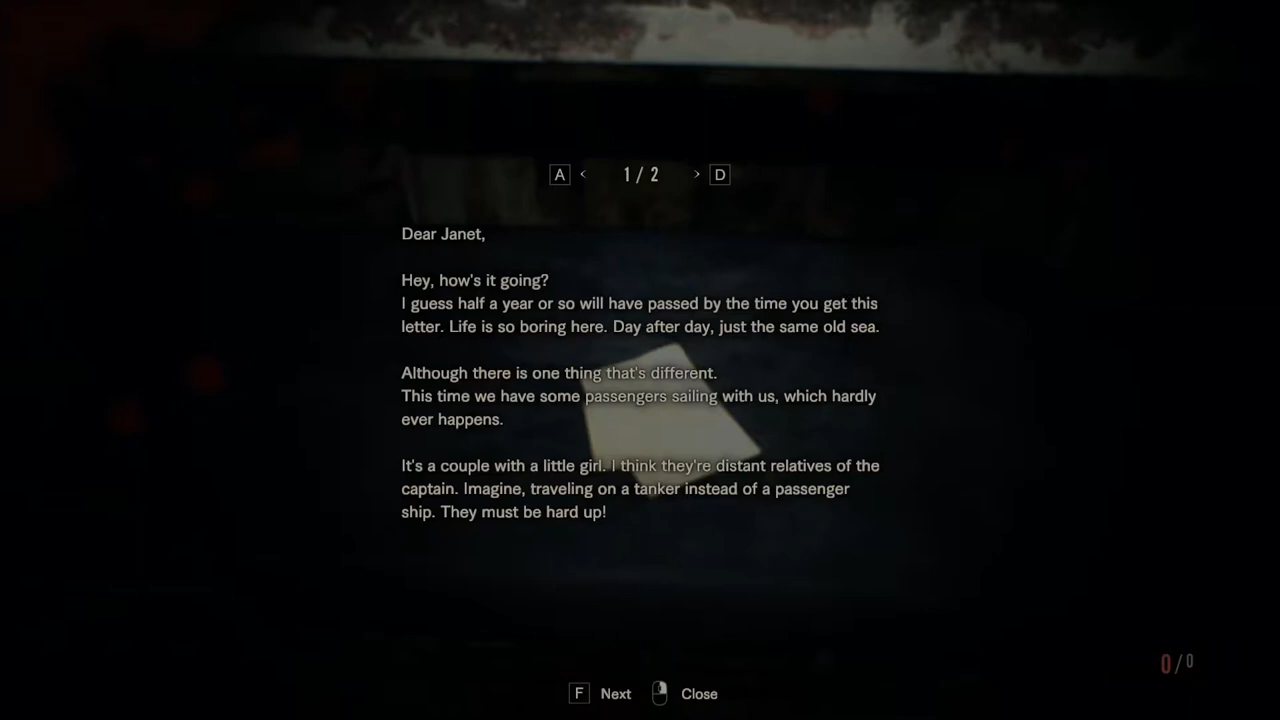 A < 1 / 2 > D
Dear Janet,
Hey, how's it going?
I guess half a year or so will have passed by the time you get this
letter. Life is so boring here. Day after day, just the same old sea.
Although there is one thing that's different.
This time we have some passengers sailing with us, which hardly
ever happens.
It's a couple with a little girl. I think they're distant relatives of the
captain. Imagine, traveling on a tanker instead of a passenger
ship. They must be hard up!
0/0
F Next Close